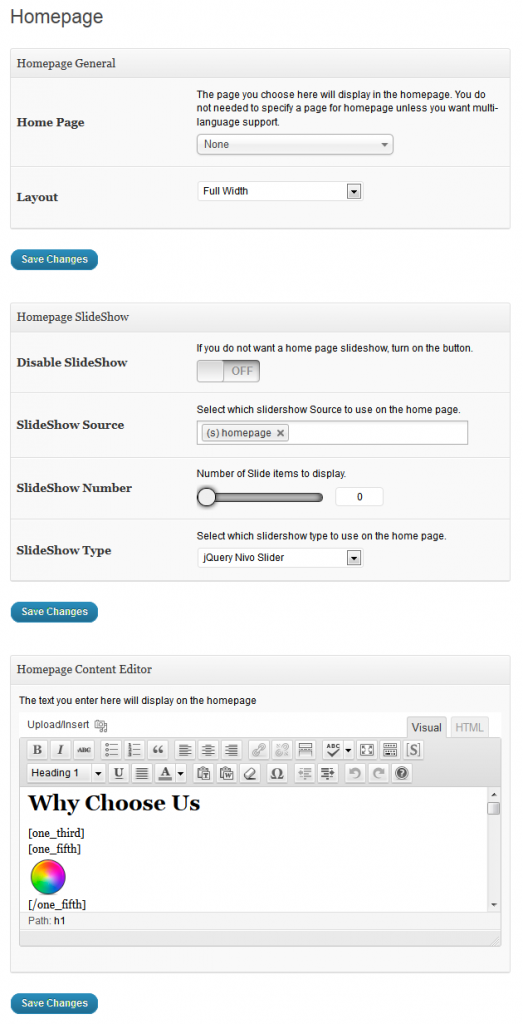 Homepage
Homepage General
Home Page
The page you choose here will display in the homepage. You do
not needed to specify a page for homepage unless you want multi-
language support.
None
Layout
Full Width
Save Changes
Homepage SlideShow
Disable SlideShow
If you do not want a home page slideshow, turn on the button.
OFF
SlideShow Source
Select which slidershow Source to use on the home page.
(s) homepage ×
SlideShow Number
Number of Slide items to display.
0
SlideShow Type
Select which slidershow type to use on the home page.
jQuery Nivo Slider
Save Changes
Homepage Content Editor
The text you enter here will display on the homepage
Upload/Insert
Visual HTML
B I ABC ABC [S]
Heading 1 U A T W Ω ?
Why Choose Us
[one_third]
[one_fifth]
[/one_fifth]
Path: h1
Save Changes